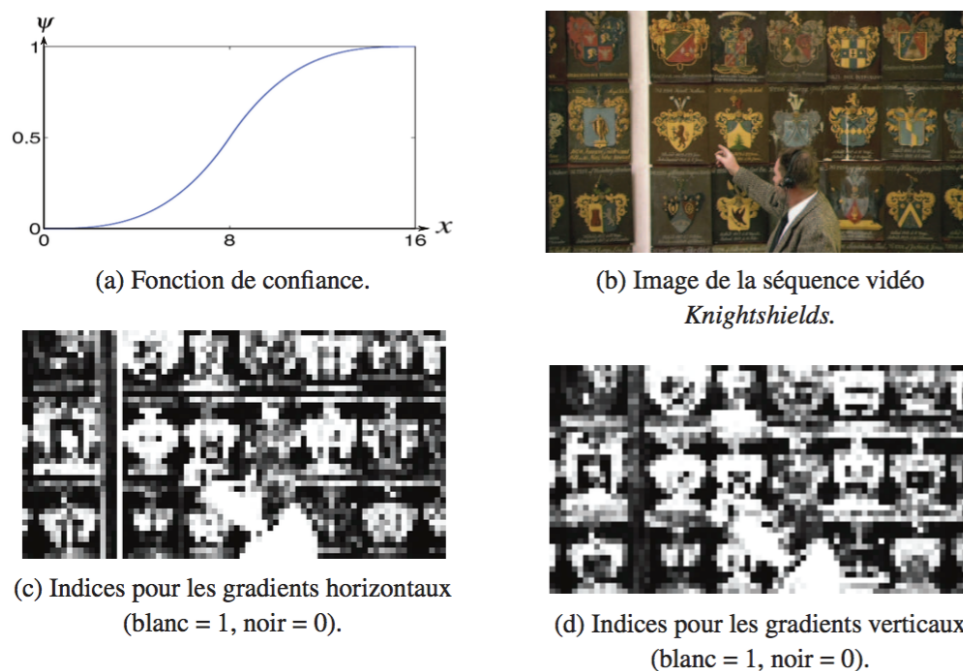 ψ
1
0.5
0
0
8
16
x
(a) Fonction de confiance.
(b) Image de la séquence vidéo
Knightshields.
(c) Indices pour les gradients horizontaux
(blanc = 1, noir = 0).
(d) Indices pour les gradients verticaux
(blanc = 1, noir = 0).